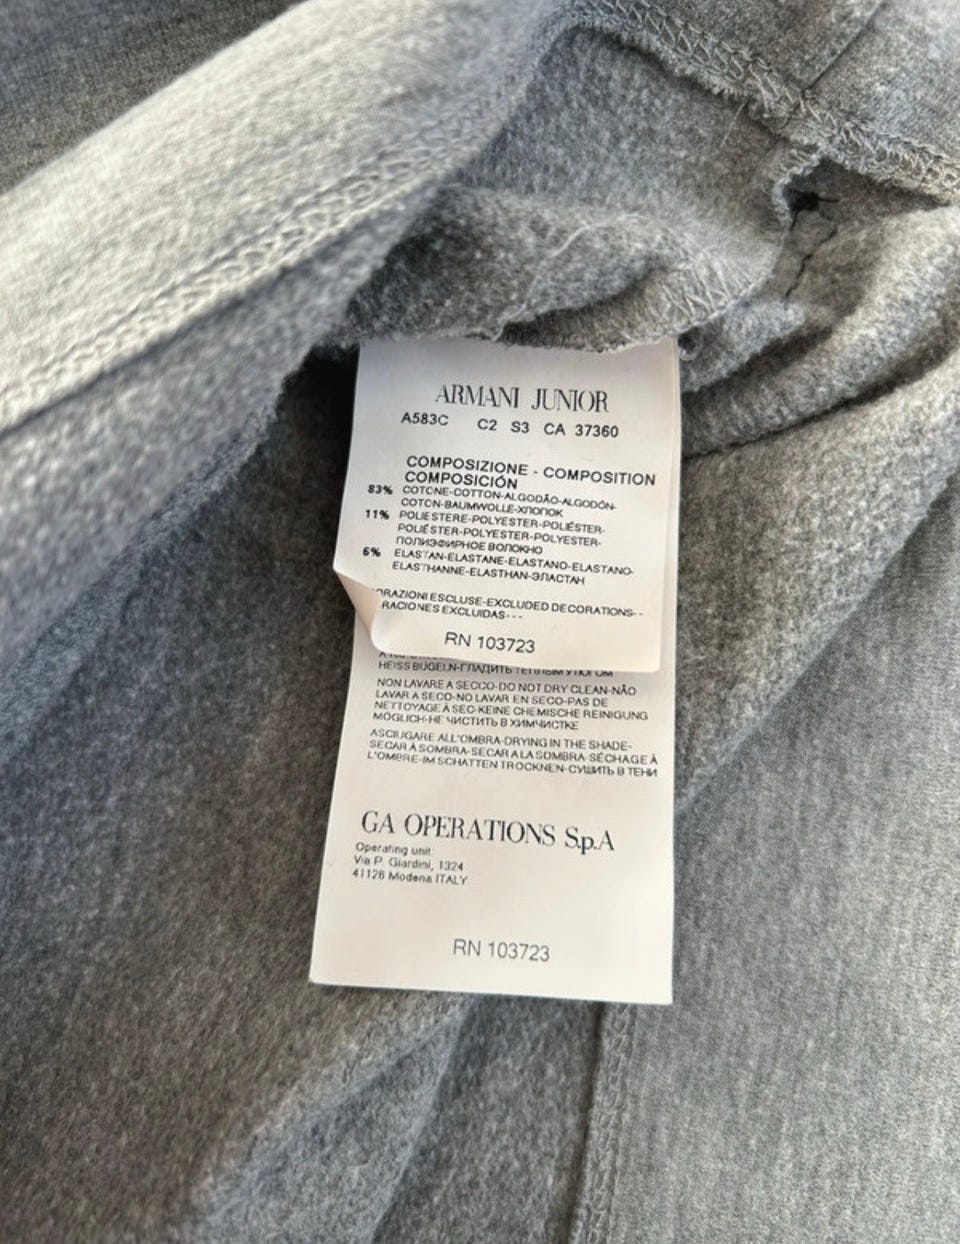 ARMANI JUNIOR
A583C C2 S3 CA 37360
COMPOSIZIONE - COMPOSITION
COMPOSICIÓN
83% COTONE-COTTON-ALGODÃO-ALGODÓN-
COTON-BAUMWOLLE-ХЛОПОК
11% POLIESTERE-POLYESTER-POLIÉSTER-
POLIÉSTER-POLYESTER-POLYESTER-
ПОЛИЭФИРНОЕ ВОЛОКНО
6% ELASTAN-ELASTANE-ELASTANO-ELASTANO-
ELASTHANNE-ELASTHAN-ЭЛАСТАН
ORAZIONI ESCLUSE-EXCLUDED DECORATIONS--
RACIONES EXCLUIDAS---
RN 103723
HEISS BÜGELN-ГЛАДИТЬ ТЕПЛЫМ УТЮГОМ
NON LAVARE A SECCO-DO NOT DRY CLEAN-NÃO
LAVAR A SECO-NO LAVAR EN SECO-PAS DE
NETTOYAGE À SEC-KEINE CHEMISCHE REINIGUNG
MÖGLICH-НЕ ЧИСТИТЬ В ХИМЧИСТКЕ
ASCIUGARE ALL'OMBRA-DRYING IN THE SHADE-
SECAR À SOMBRA-SECAR A LA SOMBRA-SÉCHAGE À
L'OMBRE-IM SCHATTEN TROCKNEN-СУШИТЬ В ТЕНИ
GA OPERATIONS S.p.A
Operating unit:
Via P. Giardini, 1324
41126 Modena ITALY
RN 103723